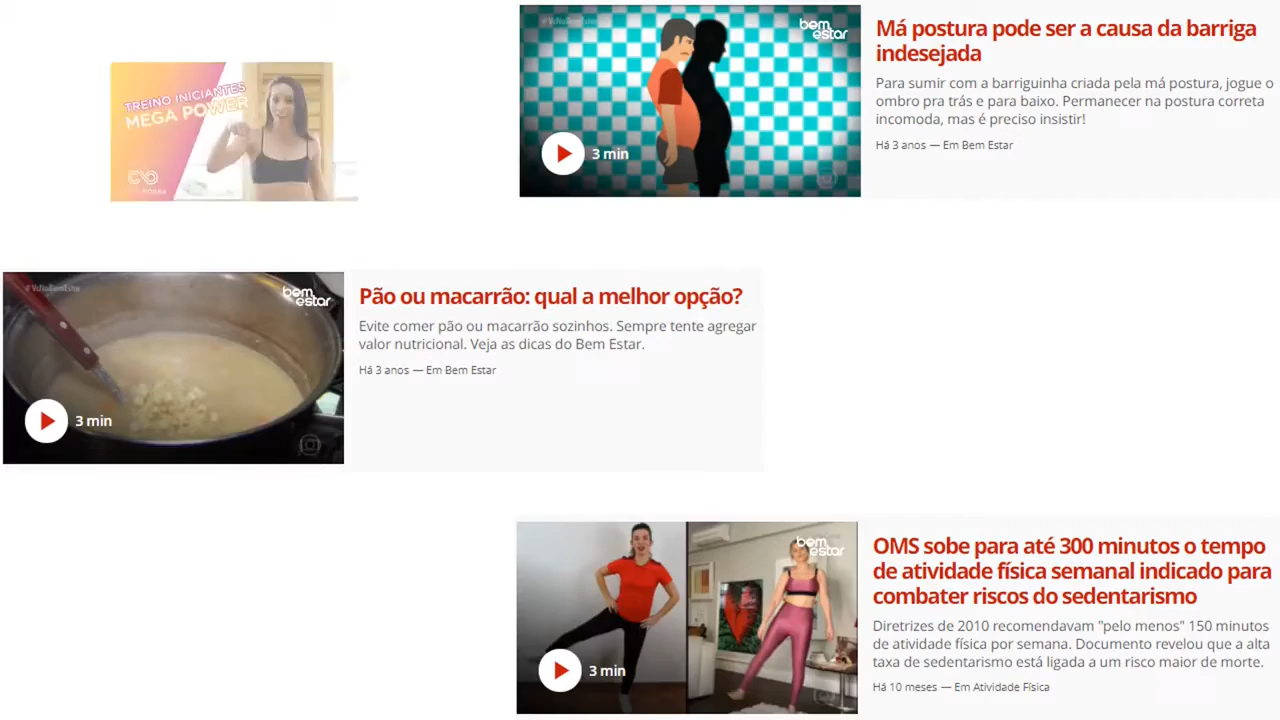 #VsNoBemEstar
bem
estar
Má postura pode ser a causa da barriga
indesejada
Para sumir com a barriguinha criada pela má postura, jogue o
ombro pra trás e para baixo. Permanecer na postura correta
incomoda, mas é preciso insistir!
Há 3 anos — Em Bem Estar
3 min
TREINO INICIANTES
MEGA POWER
#VsNoBemEstar
bem
estar
Pão ou macarrão: qual a melhor opção?
Evite comer pão ou macarrão sozinhos. Sempre tente agregar
valor nutricional. Veja as dicas do Bem Estar.
Há 3 anos — Em Bem Estar
3 min
bem
estar
OMS sobe para até 300 minutos o tempo
de atividade física semanal indicado para
combater riscos do sedentarismo
Diretrizes de 2010 recomendavam "pelo menos" 150 minutos
de atividade física por semana. Documento revelou que a alta
taxa de sedentarismo está ligada a um risco maior de morte.
Há 10 meses — Em Atividade Física
3 min